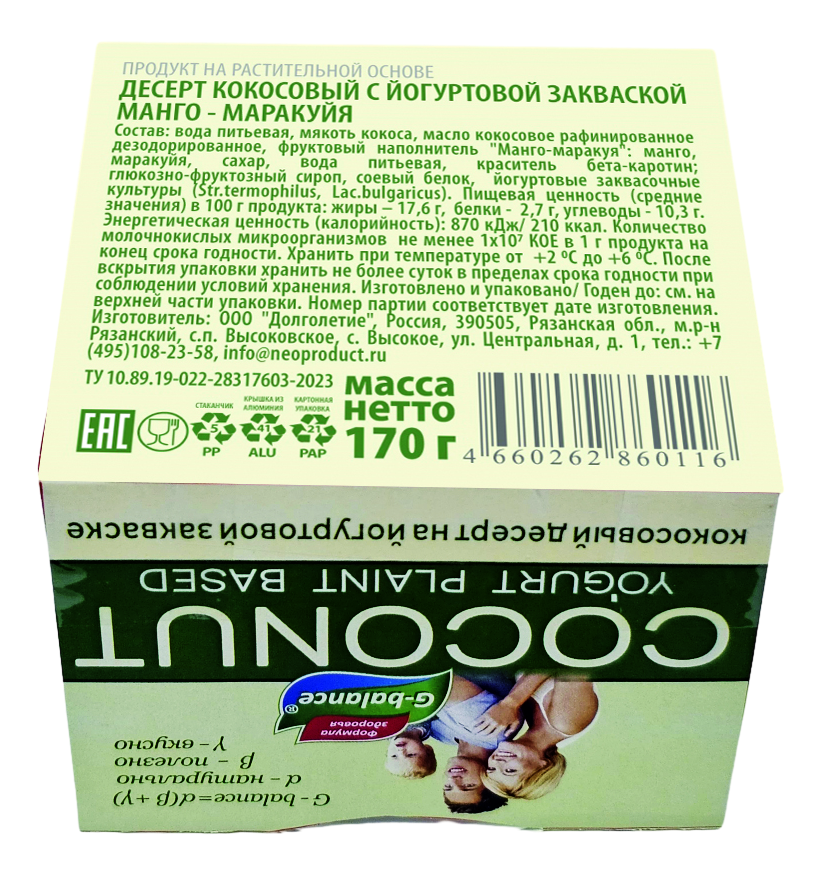 ПРОДУКТ НА РАСТИТЕЛЬНОЙ ОСНОВЕ
ДЕСЕРТ КОКОСОВЫЙ С ЙОГУРТОВОЙ ЗАКВАСКОЙ
МАНГО - МАРАКУЙЯ
Состав: вода питьевая, мякоть кокоса, масло кокосовое рафинированное
дезодорированное, фруктовый наполнитель "Манго-маракуя": манго,
маракуйя, сахар, вода питьевая, краситель бета-каротин;
глюкозно-фруктозный сироп, соевый белок, йогуртовые заквасочные
культуры (Str.termophilus, Lac.bulgaricus). Пищевая ценность (средние
значения) в 100 г продукта: жиры – 17,6 г, белки - 2,7 г, углеводы - 10,3 г.
Энергетическая ценность (калорийность): 870 кДж/ 210 ккал. Количество
молочнокислых микроорганизмов не менее 1х10⁷ КОЕ в 1 г продукта на
конец срока годности. Хранить при температуре от +2 ⁰С до +6 ⁰С. После
вскрытия упаковки хранить не более суток в пределах срока годности при
соблюдении условий хранения. Изготовлено и упаковано/ Годен до: см. на
верхней части упаковки. Номер партии соответствует дате изготовления.
Изготовитель: ООО "Долголетие", Россия, 390505, Рязанская обл., м.р-н
Рязанский, с.п. Высоковское, с. Высокое, ул. Центральная, д. 1, тел.: +7
(495)108-23-58, info@neoproduct.ru
ТУ 10.89.19-022-28317603-2023
масса
нетто
170 г
EAC
СТАКАНЧИК
5
PP
КРЫШКА ИЗ
АЛЮМИНИЯ
41
ALU
КАРТОННАЯ
УПАКОВКА
21
PAP
4 660262 860116
кокосовый десерт на йогуртовой закваске
YOGURT PLAINT BASED
COCONUT
G-balance®
Формула
здоровья
G - balance=α(β+γ)
α - натурально
β - полезно
γ - вкусно